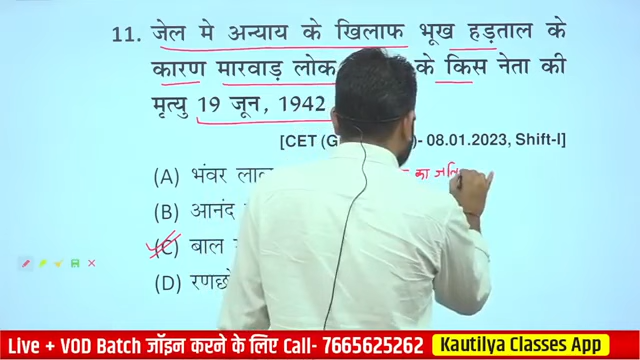 11. जेल मे अन्याय के खिलाफ भूख हड़ताल के
कारण मारवाड़ लोक के किस नेता की
मृत्यु 19 जून, 1942
[CET - 08.01.2023, Shift-I]
(A) भंवर
का
(B) आनंद
(C) बाल
(D)
Live + VOD Batch जॉइन करने के लिए Call- 7665625262 Kautilya Classes App